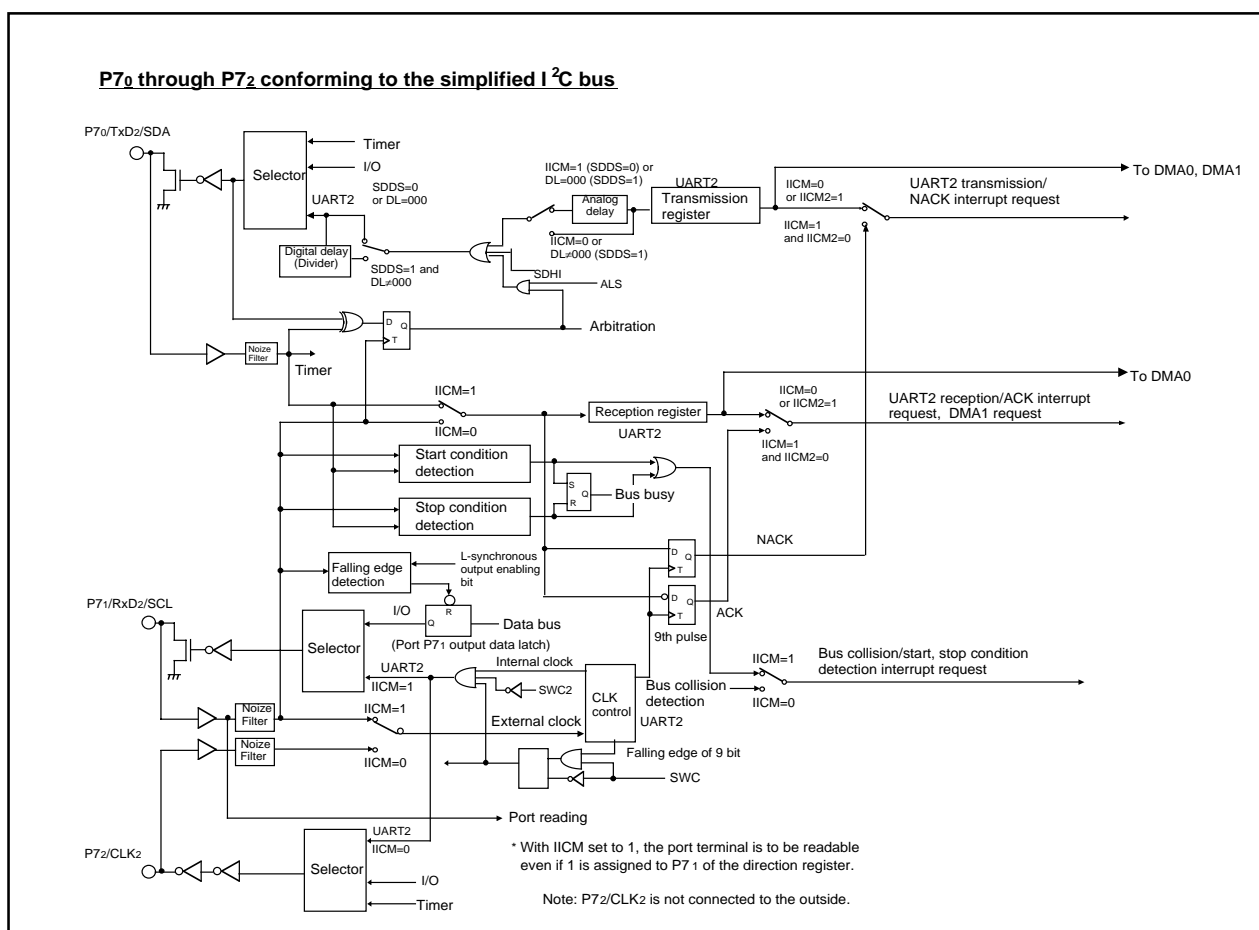 P70 through P72 conforming to the simplified I 2C bus
P70/TxD2/SDA
Selector
Timer
I/O
UART2
SDDS=0
or DL=000
Digital delay
(Divider)
SDDS=1 and
DL≠000
IICM=1 (SDDS=0) or
DL=000 (SDDS=1)
Analog
delay
IICM=0 or
DL≠000 (SDDS=1)
SDHI
ALS
UART2
Transmission
register
IICM=0
or IICM2=1
IICM=1
and IICM2=0
To DMA0, DMA1
UART2 transmission/
NACK interrupt request
D
Q
T
Arbitration
Noize
Filter
Timer
IICM=1
IICM=0
Reception register
UART2
IICM=0
or IICM2=1
IICM=1
and IICM2=0
To DMA0
UART2 reception/ACK interrupt
request, DMA1 request
Start condition
detection
Stop condition
detection
S
R
Q
Bus busy
Falling edge
detection
L-synchronous
output enabling
bit
D
Q
T
NACK
D
Q
T
ACK
9th pulse
P71/RxD2/SCL
Selector
I/O
R
Q
Data bus
(Port P71 output data latch)
UART2
IICM=1
Internal clock
SWC2
CLK
control
UART2
Bus collision
detection
IICM=1
IICM=0
Bus collision/start, stop condition
detection interrupt request
Noize
Filter
IICM=1
External clock
Noize
Filter
IICM=0
Falling edge of 9 bit
SWC
Port reading
P72/CLK2
Selector
UART2
IICM=0
I/O
Timer
* With IICM set to 1, the port terminal is to be readable
even if 1 is assigned to P71 of the direction register.
Note: P72/CLK2 is not connected to the outside.